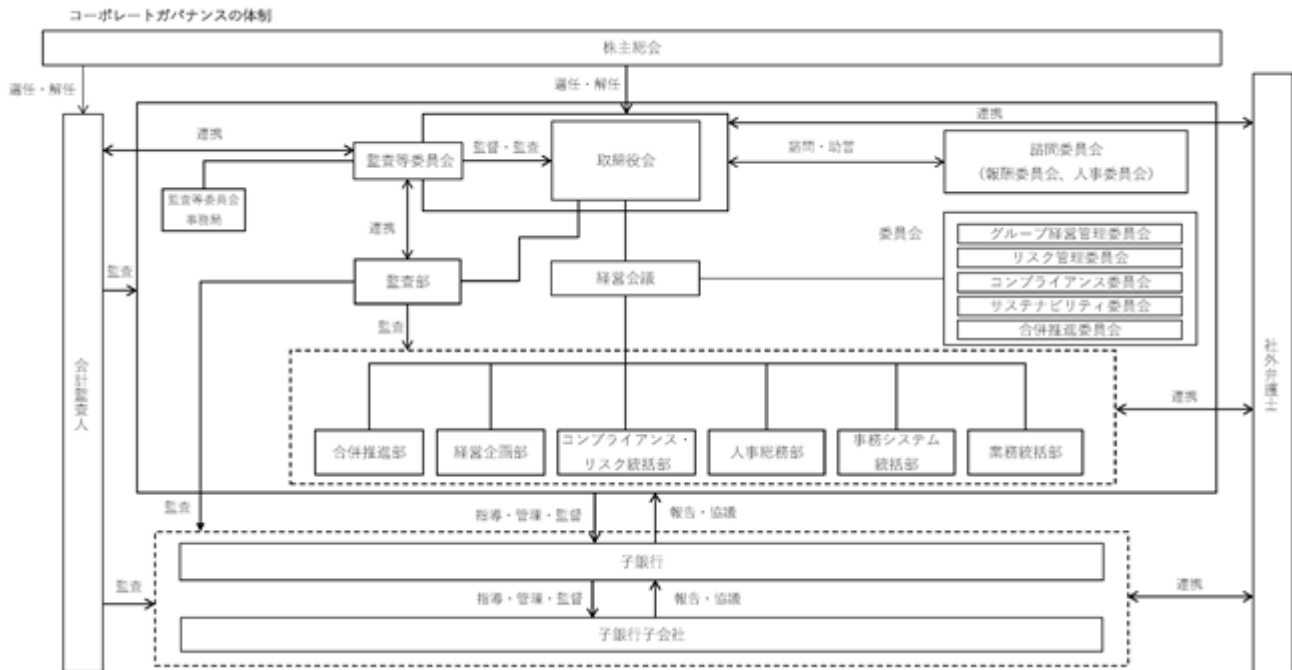 コーポレートガバナンスの体制
株主総会
選任・解任
選任・解任
連携
連携
監査等委員会
監督・監査
取締役会
諮問・助言
諮問委員会
（報酬委員会、人事委員会）
監査等委員会
事務局
連携
委員会
グループ経営管理委員会
リスク管理委員会
コンプライアンス委員会
サステナビリティ委員会
合併推進委員会
監査
監査部
経営会議
監査
会計監査人
社外弁護士
連携
合併推進部
経営企画部
コンプライアンス・
リスク統括部
人事総務部
事務システム
統括部
業務統括部
監査
指導・管理・監督
報告・協議
子銀行
監査
指導・管理・監督
報告・協議
連携
子銀行子会社